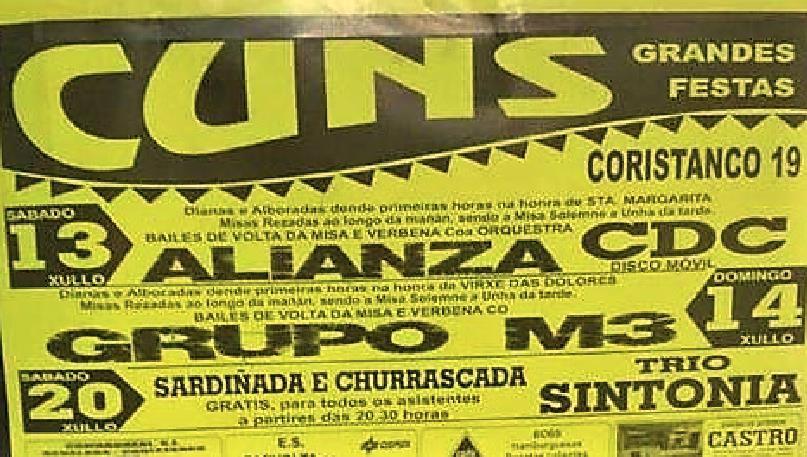 CUNS
GRANDES
FESTAS
CORISTANCO 19
SABADO
13
XULLO
Dianas e Alboradas dende primeiras horas na honra de STA. MARGARITA
Misas Rezadas ao longo da mañán, sendo a Misa Solemne a Unha da tarde.
BAILES DE VOLTA DA MISA E VERBENA Coa ORQUESTRA
ALIANZA CDC
DISCO MOVIL
DOMINGO
14
XULLO
Dianas e Alboradas dende primeiras horas na honra da VIRXE DAS DOLORES
Misas Rezadas ao longo da mañán, sendo a Misa Solemne a Unha da tarde.
BAILES DE VOLTA DA MISA E VERBENA CO
GRUPO M3
SABADO
20
XULLO
SARDIÑADA E CHURRASCADA
GRATIS, para todos os asistentes
a partires das 20.30 horas
TRIO
SINTONIA
E.S.
hamburguesas
CASTRO